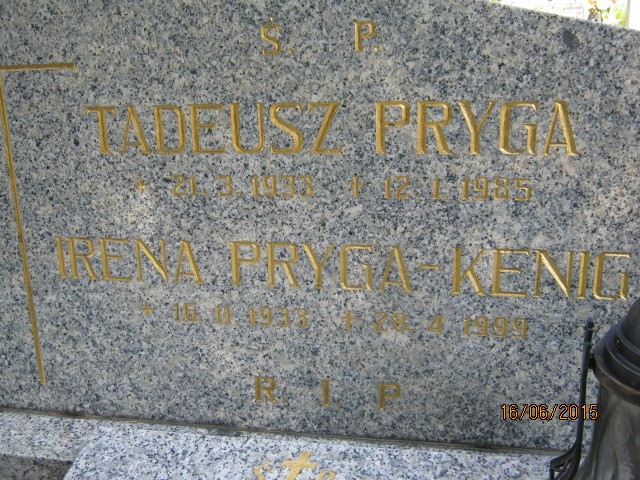 Ś. P.
TADEUSZ PRYGA
* 21. 3. 1933 + 12. 1. 1985
IRENA PRYGA-KENIG
* 16. 11. 1933 + 28. 4. 1999
R. I. P.
16/06/2015